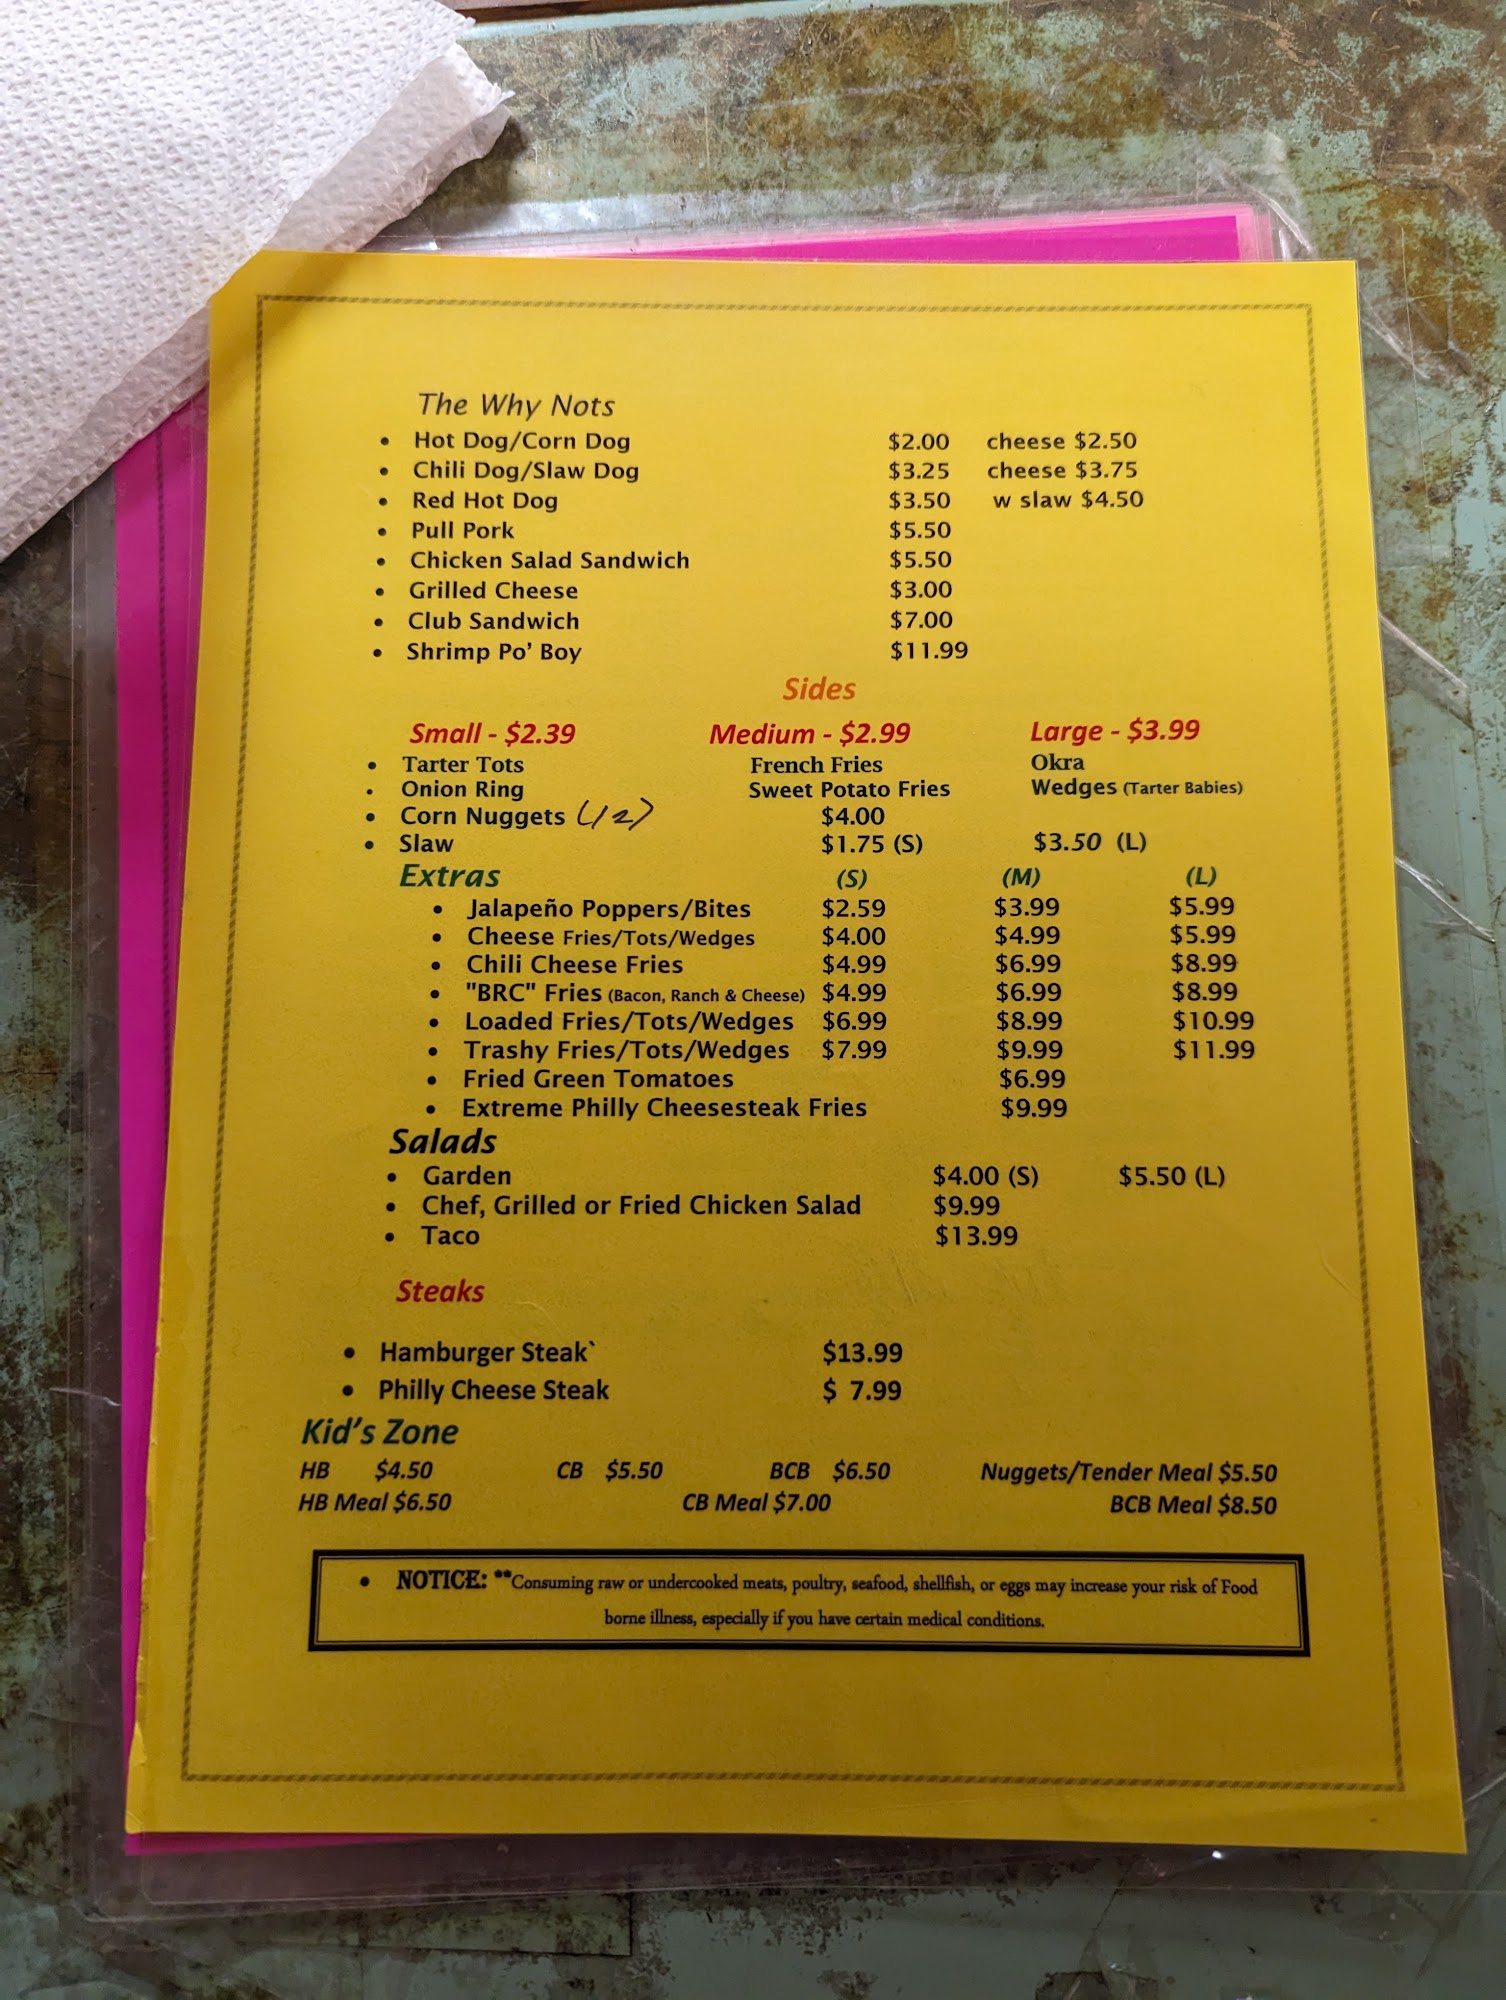 The Why Nots
• Hot Dog/Corn Dog $2.00 cheese $2.50
• Chili Dog/Slaw Dog $3.25 cheese $3.75
• Red Hot Dog $3.50 w slaw $4.50
• Pull Pork $5.50
• Chicken Salad Sandwich $5.50
• Grilled Cheese $3.00
• Club Sandwich $7.00
• Shrimp Po' Boy $11.99
Sides
Small - $2.39 Medium - $2.99 Large - $3.99
• Tarter Tots French Fries Okra
• Onion Ring Sweet Potato Fries Wedges (Tarter Babies)
• Corn Nuggets (12) $4.00
• Slaw $1.75 (S) $3.50 (L)
Extras (S) (M) (L)
• Jalapeño Poppers/Bites $2.59 $3.99 $5.99
• Cheese Fries/Tots/Wedges $4.00 $4.99 $5.99
• Chili Cheese Fries $4.99 $6.99 $8.99
• "BRC" Fries (Bacon, Ranch & Cheese) $4.99 $6.99 $8.99
• Loaded Fries/Tots/Wedges $6.99 $8.99 $10.99
• Trashy Fries/Tots/Wedges $7.99 $9.99 $11.99
• Fried Green Tomatoes $6.99
• Extreme Philly Cheesesteak Fries $9.99
Salads
• Garden $4.00 (S) $5.50 (L)
• Chef, Grilled or Fried Chicken Salad $9.99
• Taco $13.99
Steaks
• Hamburger Steak` $13.99
• Philly Cheese Steak $ 7.99
Kid's Zone
HB $4.50 CB $5.50 BCB $6.50 Nuggets/Tender Meal $5.50
HB Meal $6.50 CB Meal $7.00 BCB Meal $8.50
• NOTICE: **Consuming raw or undercooked meats, poultry, seafood, shellfish, or eggs may increase your risk of Food
borne illness, especially if you have certain medical conditions.